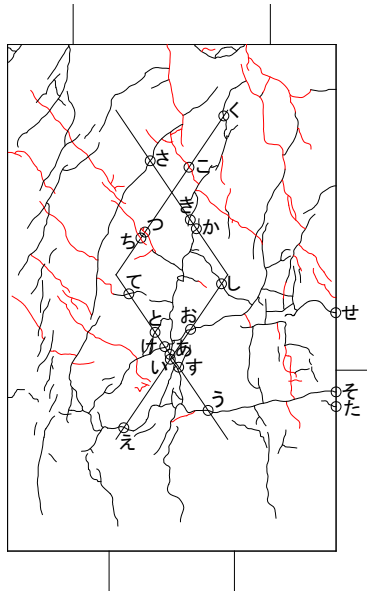 く
さ
こ
き
か
つ
ち
し
て
せ
お
と
け
あ
い
す
そ
う
た
え